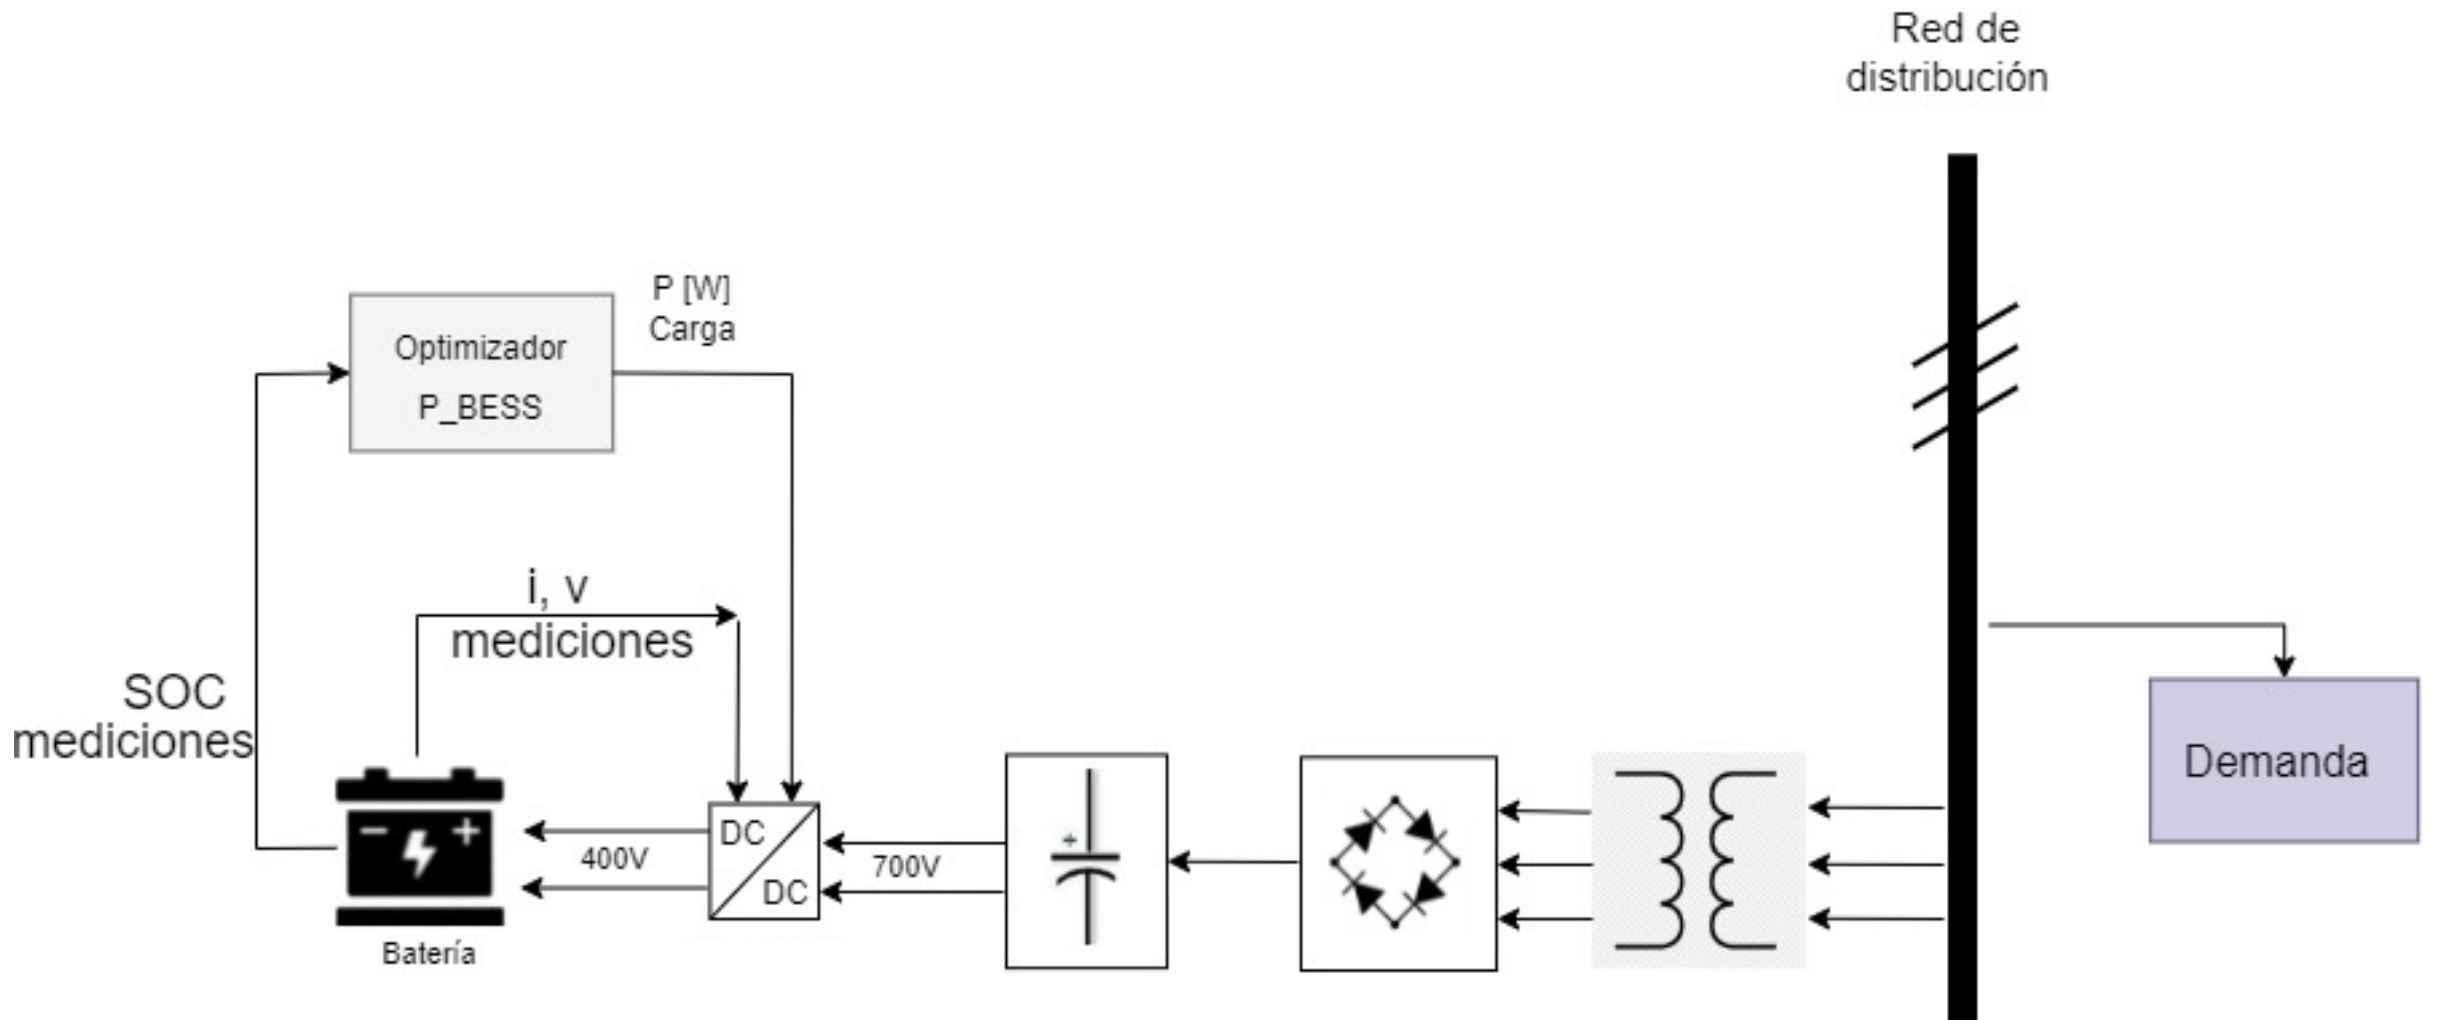 Red de
distribución
P [W]
Carga
Optimizador
P_BESS
i, v
mediciones
SOC
mediciones
- +
Batería
400V
DC
DC
700V
+
Demanda